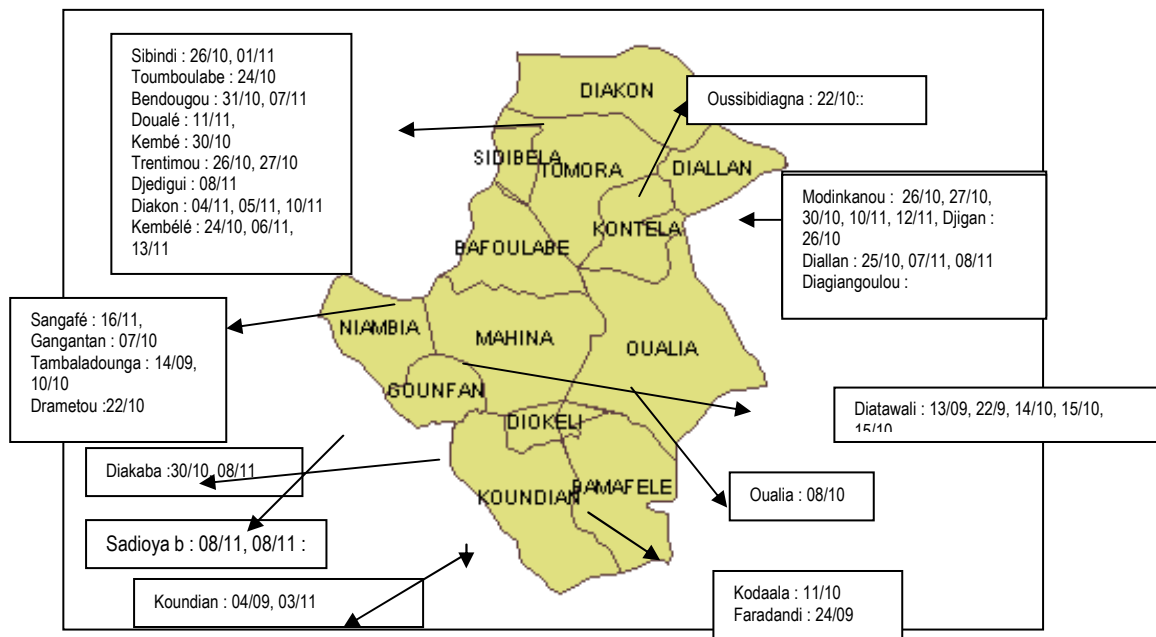 Sibindi : 26/10, 01/11
Toumboulabe : 24/10
Bendougou : 31/10, 07/11
Doualé : 11/11,
Kembé : 30/10
Trentimou : 26/10, 27/10
Djedigui : 08/11
Diakon : 04/11, 05/11, 10/11
Kembélé : 24/10, 06/11,
13/11
DIAKON
Oussibidiagna : 22/10::
SIDIBELA
TOMORA
DIALLAN
Modinkanou : 26/10, 27/10,
30/10, 10/11, 12/11, Djigan :
26/10
Diallan : 25/10, 07/11, 08/11
Diagiangoulou :
KONTELA
BAFOULABE
Sangafé : 16/11,
Gangantan : 07/10
Tambaladounga : 14/09,
10/10
Drametou :22/10
NIAMBIA
MAHINA
OUALIA
GOUNFAN
DIOKELI
Diatawali : 13/09, 22/9, 14/10, 15/10,
15/10
Diakaba :30/10, 08/11
KOUNDIAN
BAMAFELE
Oualia : 08/10
Sadioya b : 08/11, 08/11 :
Koundian : 04/09, 03/11
Kodaala : 11/10
Faradandi : 24/09